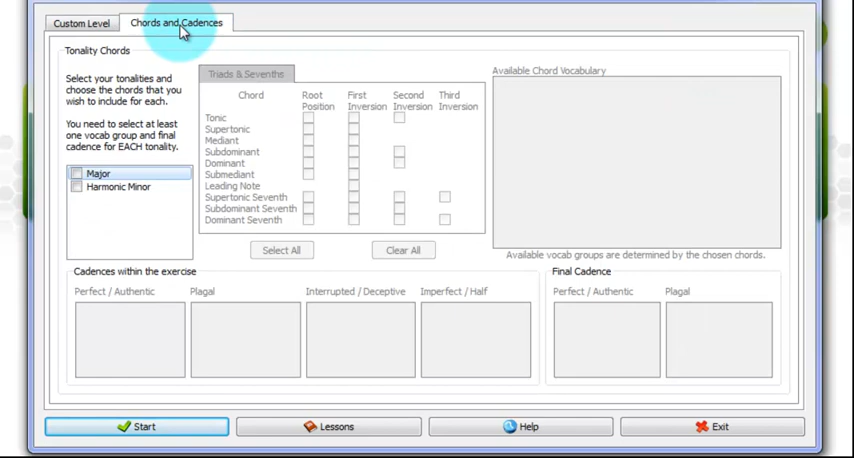 Custom Level
Chords and Cadences
Tonality Chords
Select your tonalities and
choose the chords that you
wish to include for each.
You need to select at least
one vocab group and final
cadence for EACH tonality.
Major
Harmonic Minor
Triads & Sevenths
Chord Root Position First Inversion Second Inversion Third Inversion
Tonic
Supertonic
Mediant
Subdominant
Dominant
Submediant
Leading Note
Supertonic Seventh
Subdominant Seventh
Dominant Seventh
Select All
Clear All
Available Chord Vocabulary
Available vocab groups are determined by the chosen chords.
Cadences within the exercise
Perfect / Authentic
Plagal
Interrupted / Deceptive
Imperfect / Half
Final Cadence
Perfect / Authentic
Plagal
Start
Lessons
Help
Exit